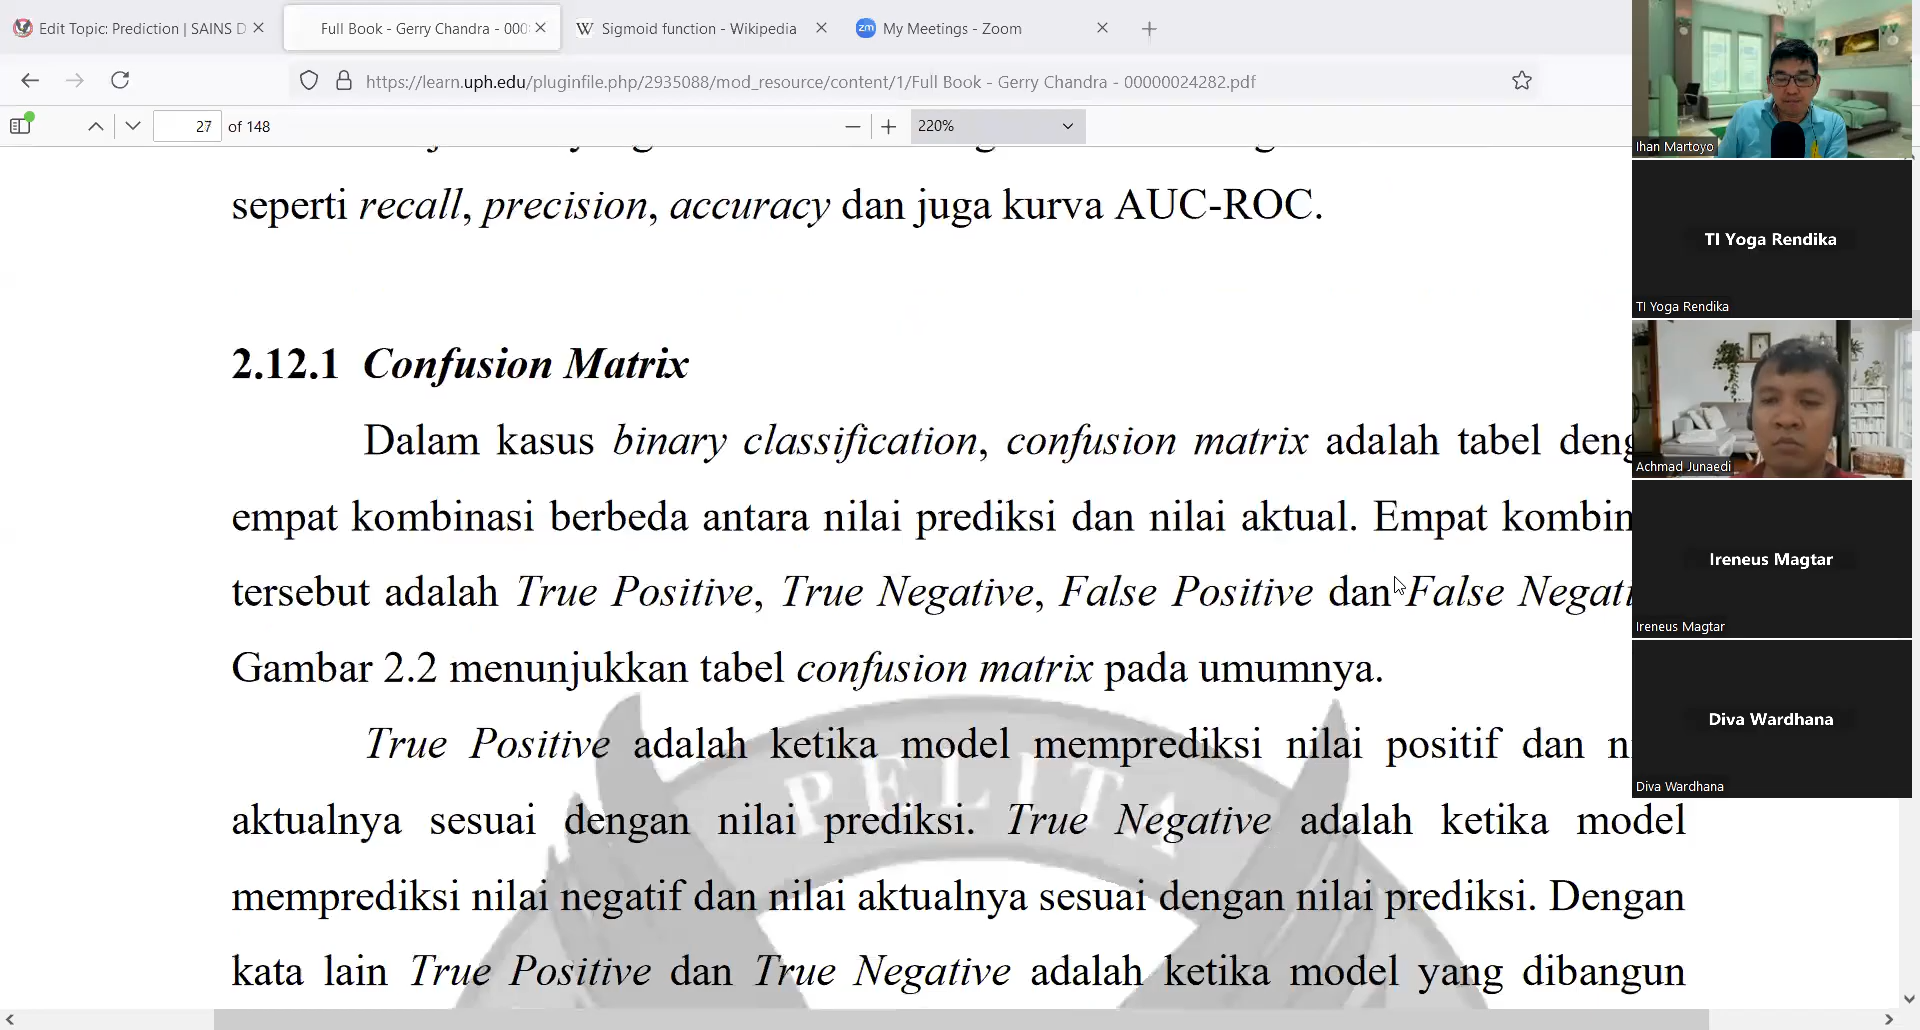 Edit Topic: Prediction | SAINS D
Full Book - Gerry Chandra - 000
Sigmoid function - Wikipedia
zm My Meetings - Zoom
https://learn.uph.edu/pluginfile.php/2935088/mod_resource/content/1/Full Book - Gerry Chandra - 00000024282.pdf
27 of 148
220%
seperti recall, precision, accuracy dan juga kurva AUC-ROC.
2.12.1 Confusion Matrix
Dalam kasus binary classification, confusion matrix adalah tabel deng
empat kombinasi berbeda antara nilai prediksi dan nilai aktual. Empat kombin
tersebut adalah True Positive, True Negative, False Positive dan False Negati
Gambar 2.2 menunjukkan tabel confusion matrix pada umumnya.
True Positive adalah ketika model memprediksi nilai positif dan ni
aktualnya sesuai dengan nilai prediksi. True Negative adalah ketika model
memprediksi nilai negatif dan nilai aktualnya sesuai dengan nilai prediksi. Dengan
kata lain True Positive dan True Negative adalah ketika model yang dibangun
PELITA
Ihan Martoyo
TI Yoga Rendika
TI Yoga Rendika
Achmad Junaedi
Ireneus Magtar
Ireneus Magtar
Diva Wardhana
Diva Wardhana